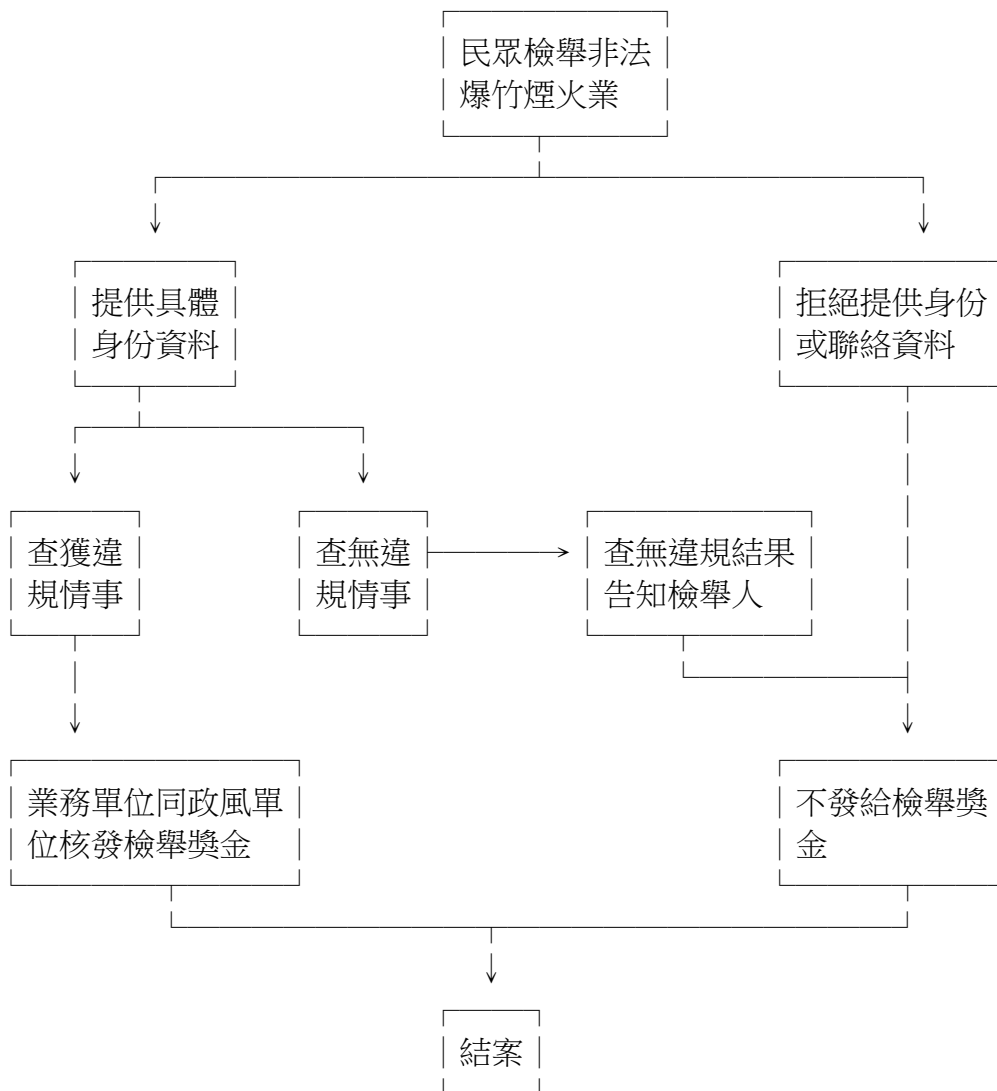 民眾檢舉非法
爆竹煙火業
提供具體
身份資料
拒絕提供身份
或聯絡資料
查獲違
規情事
查無違
規情事
查無違規結果
告知檢舉人
業務單位同政風單
位核發檢舉獎金
不發給檢舉獎
金
結案